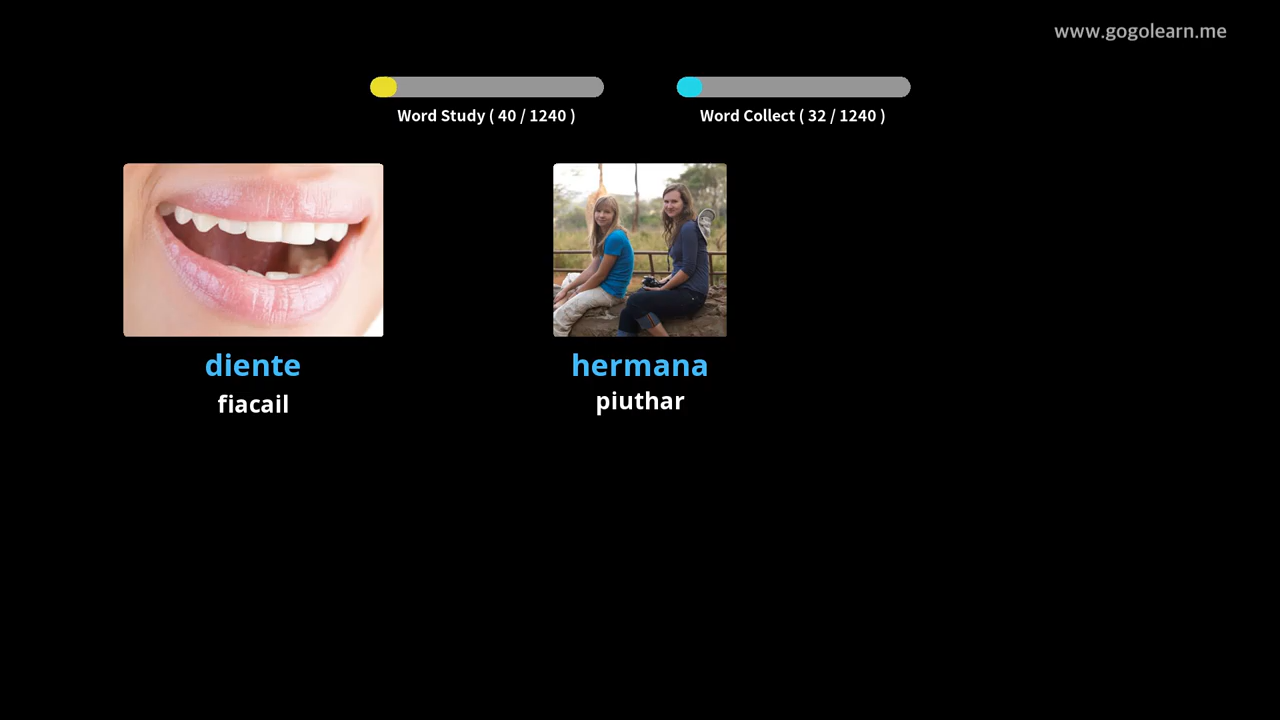 www.gogolearn.me
Word Study ( 40 / 1240 )
Word Collect ( 32 / 1240 )
diente
fiacail
hermana
piuthar